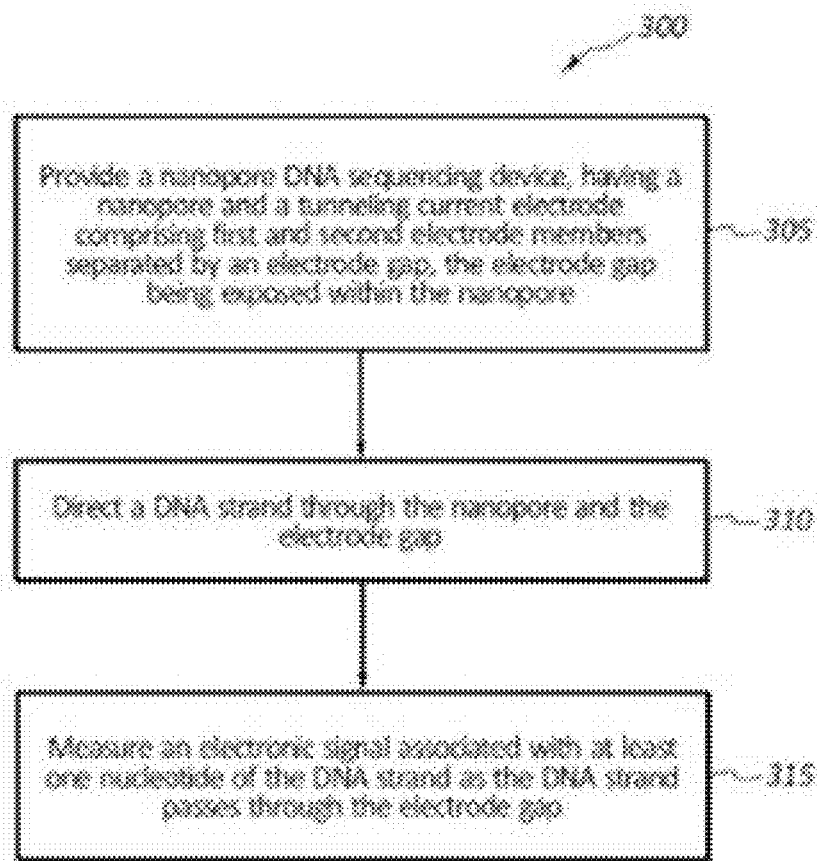 300
Provide a nanopore DNA sequencing device, having a
nanopore and a tunneling current electrode
comprising first and second electrode members
separated by an electrode gap, the electrode gap
being exposed within the nanopore
305
Direct a DNA strand through the nanopore and the
electrode gap
310
Measure an electronic signal associated with at least
one nucleotide of the DNA strand as the DNA strand
passes through the electrode gap
315